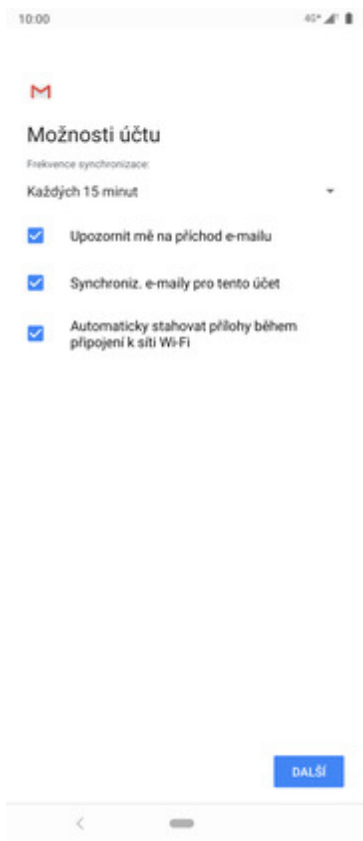 10:00
4G+
Možnosti účtu
Frekvence synchronizace:
Každých 15 minut
Upozornit mě na příchod e-mailu
Synchroniz. e-maily pro tento účet
Automaticky stahovat přílohy během
připojení k síti Wi-Fi
DALŠÍ